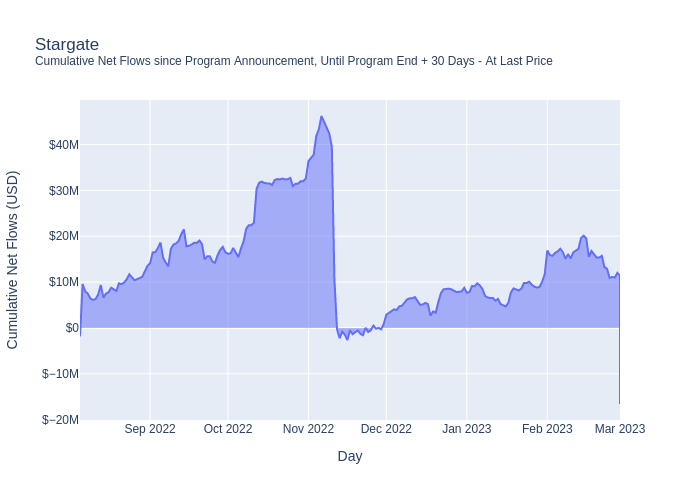 Stargate
Cumulative Net Flows since Program Announcement, Until Program End + 30 Days - At Last Price
Cumulative Net Flows (USD)
$40M
$30M
$20M
$10M
$0
$−10M
$−20M
Sep 2022 Oct 2022 Nov 2022 Dec 2022 Jan 2023 Feb 2023 Mar 2023
Day